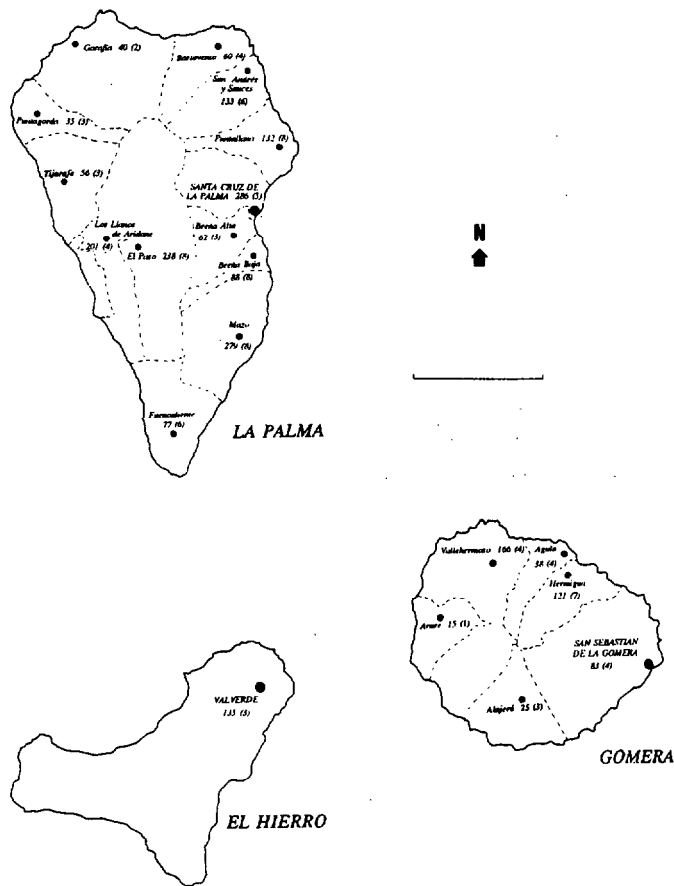 Garafía 40 (2)
Barlovento 60 (4)
San Andrés
y Sauces
133 (6)
Puntagorda 35 (3)
Puntallana 132 (8)
Tijarafe 56 (3)
SANTA CRUZ DE
LA PALMA 286 (5)
Los Llanos
de Aridane
201 (4)
Breña Alta
62 (3)
El Paso 238 (8)
Breña Baja
88 (8)
Mazo
279 (8)
Fuencaliente
77 (6)
LA PALMA
N
Vallehermoso 166 (4)
Agulo
38 (4)
Hermigua
121 (7)
Arure 15 (1)
SAN SEBASTIAN
DE LA GOMERA
83 (4)
Alajeró 25 (3)
GOMERA
VALVERDE
135 (3)
EL HIERRO